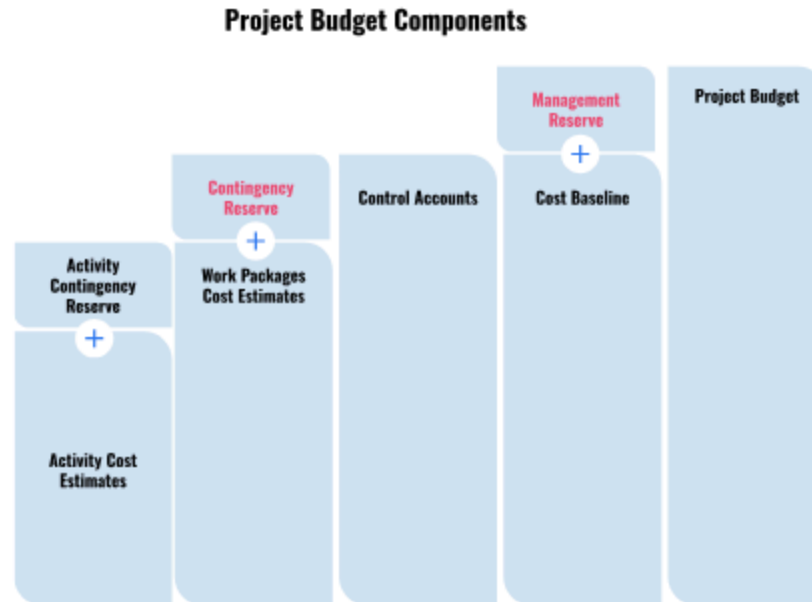 Project Budget Components
Management
Reserve
Project Budget
+
Contingency
Reserve
Control Accounts
Cost Baseline
+
Activity
Contingency
Reserve
Work Packages
Cost Estimates
+
Activity Cost
Estimates